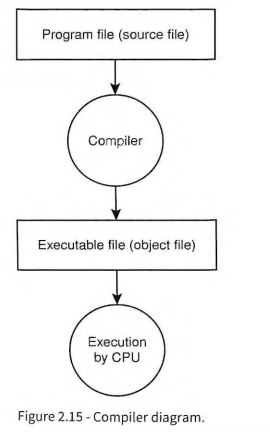 Program file (source file)
Compiler
Executable file (object file)
Execution
by CPU
Figure 2.15 - Compiler diagram.